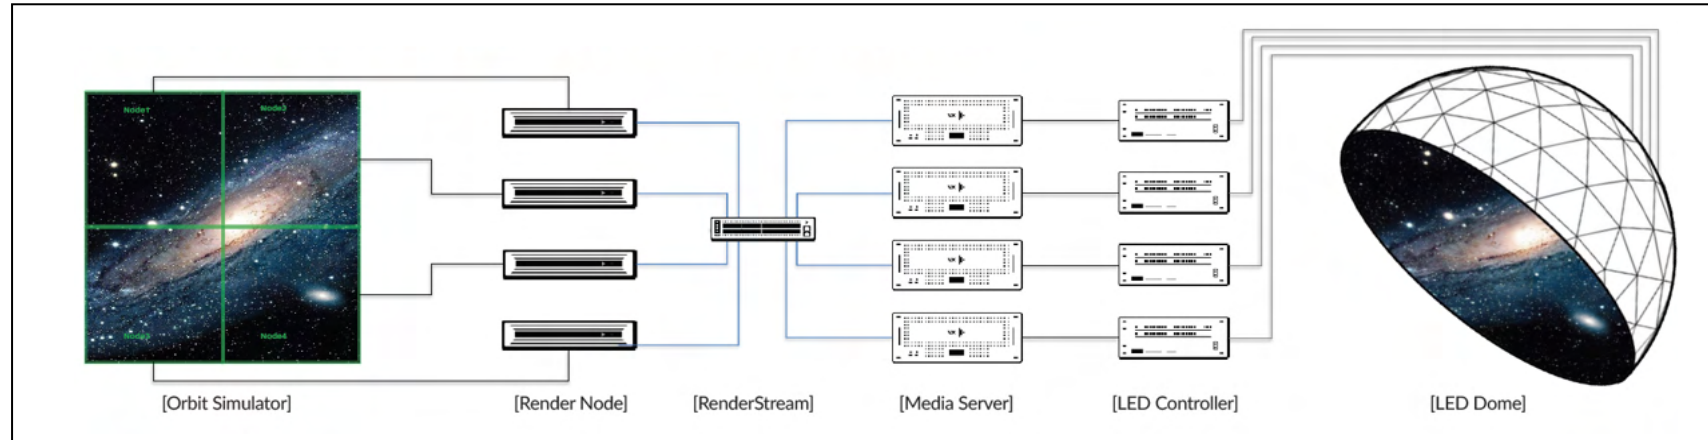 Node1
Node2
Node3
Node4
[Orbit Simulator]
[Render Node]
[RenderStream]
[Media Server]
[LED Controller]
[LED Dome]